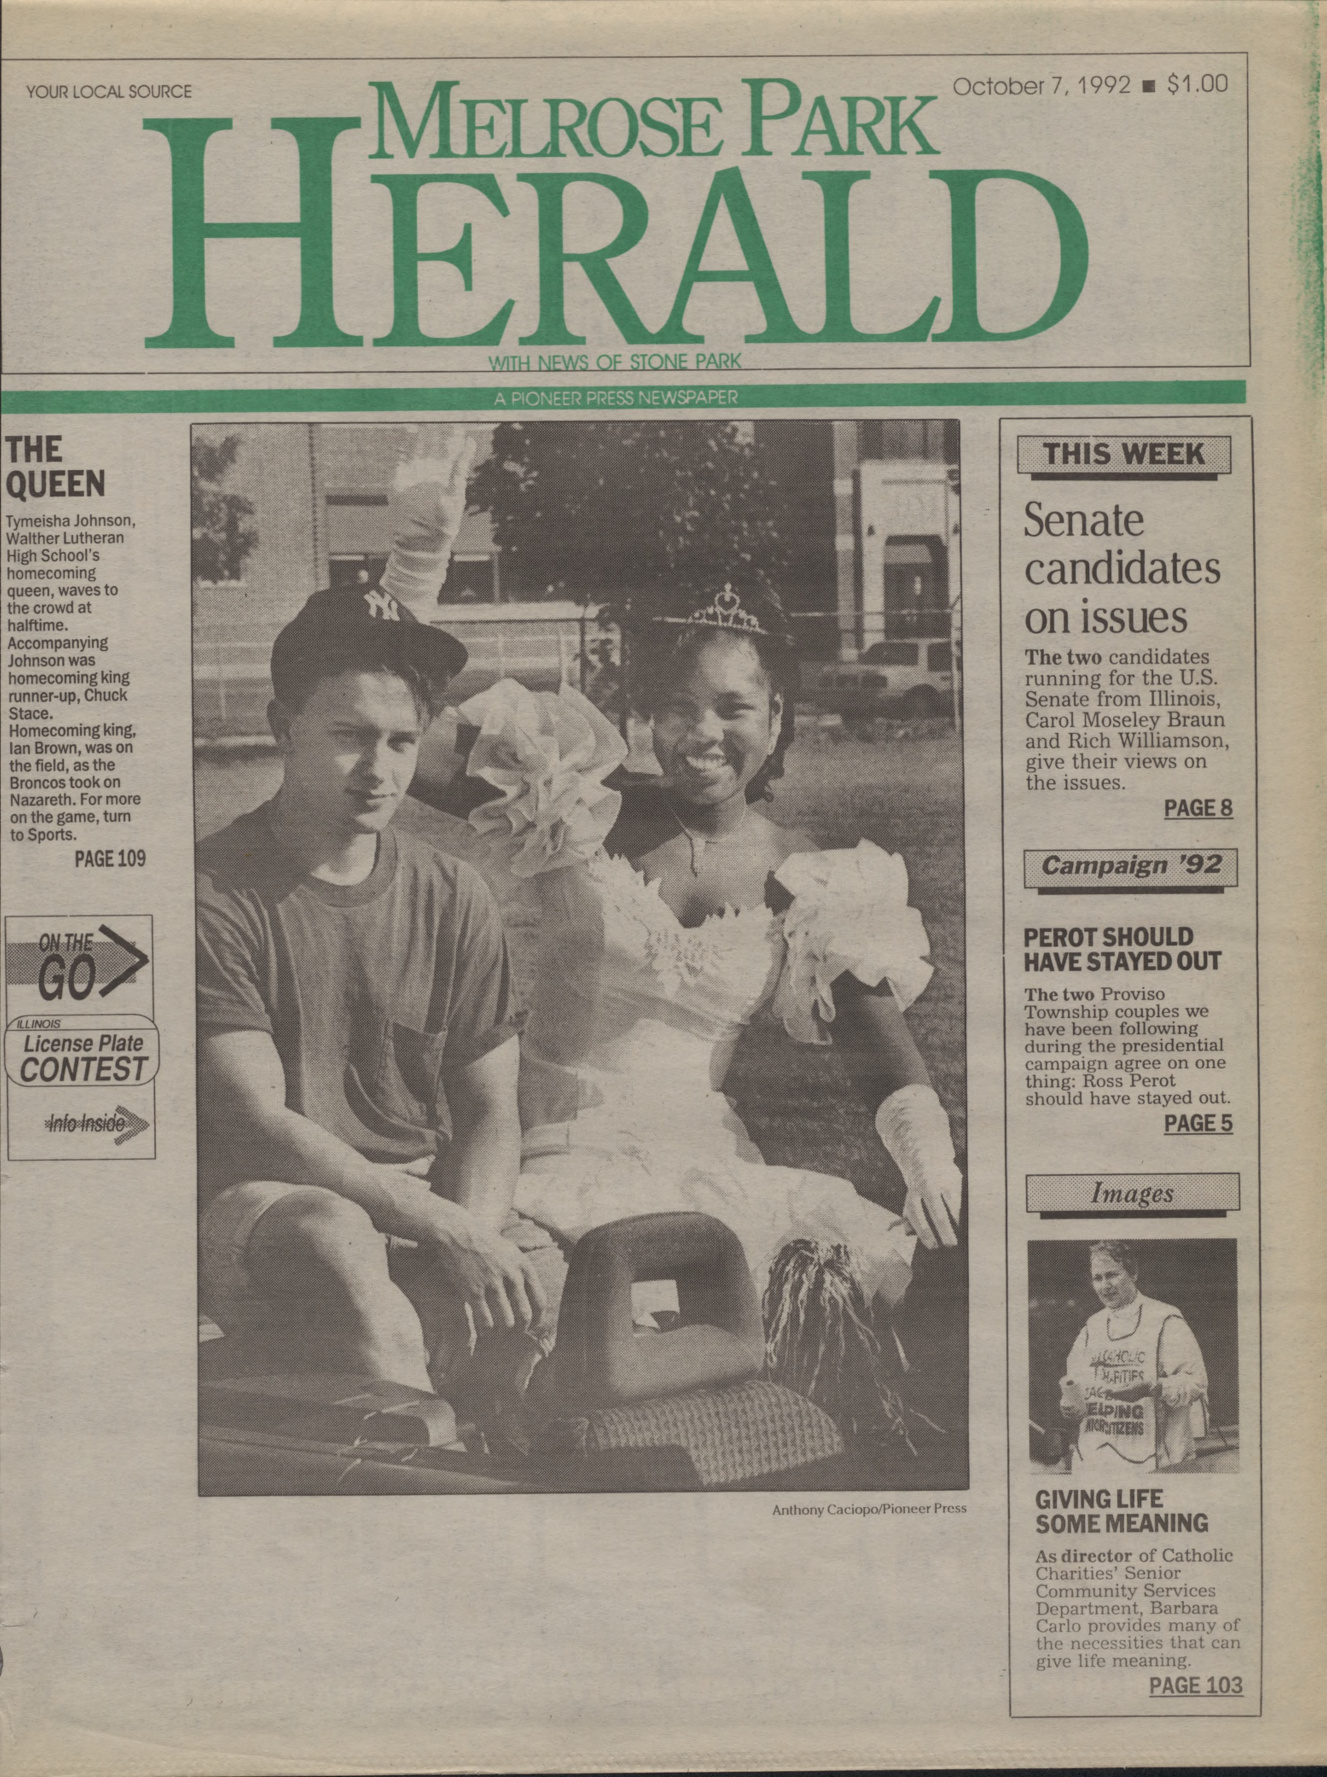 YOUR LOCAL SOURCE
October 7, 1992 ■ $1.00
MELROSE PARK
HERALD
WITH NEWS OF STONE PARK
A PIONEER PRESS NEWSPAPER
THE
QUEEN
Tymeisha Johnson,
Walther Lutheran
High School's
homecoming
queen, waves to
the crowd at
halftime.
Accompanying
Johnson was
homecoming king
runner-up, Chuck
Stace.
Homecoming king,
Ian Brown, was on
the field, as the
Broncos took on
Nazareth. For more
on the game, turn
to Sports.
PAGE 109
ON THE
GO
ILLINOIS
License Plate
CONTEST
Info Inside
NY
Anthony Caciopo/Pioneer Press
THIS WEEK
Senate
candidates
on issues
The two candidates
running for the U.S.
Senate from Illinois,
Carol Moseley Braun
and Rich Williamson,
give their views on
the issues.
PAGE 8
Campaign '92
PEROT SHOULD
HAVE STAYED OUT
The two Proviso
Township couples we
have been following
during the presidential
campaign agree on one
thing: Ross Perot
should have stayed out.
PAGE 5
Images
GIVING LIFE
SOME MEANING
As director of Catholic
Charities' Senior
Community Services
Department, Barbara
Carlo provides many of
the necessities that can
give life meaning.
PAGE 103